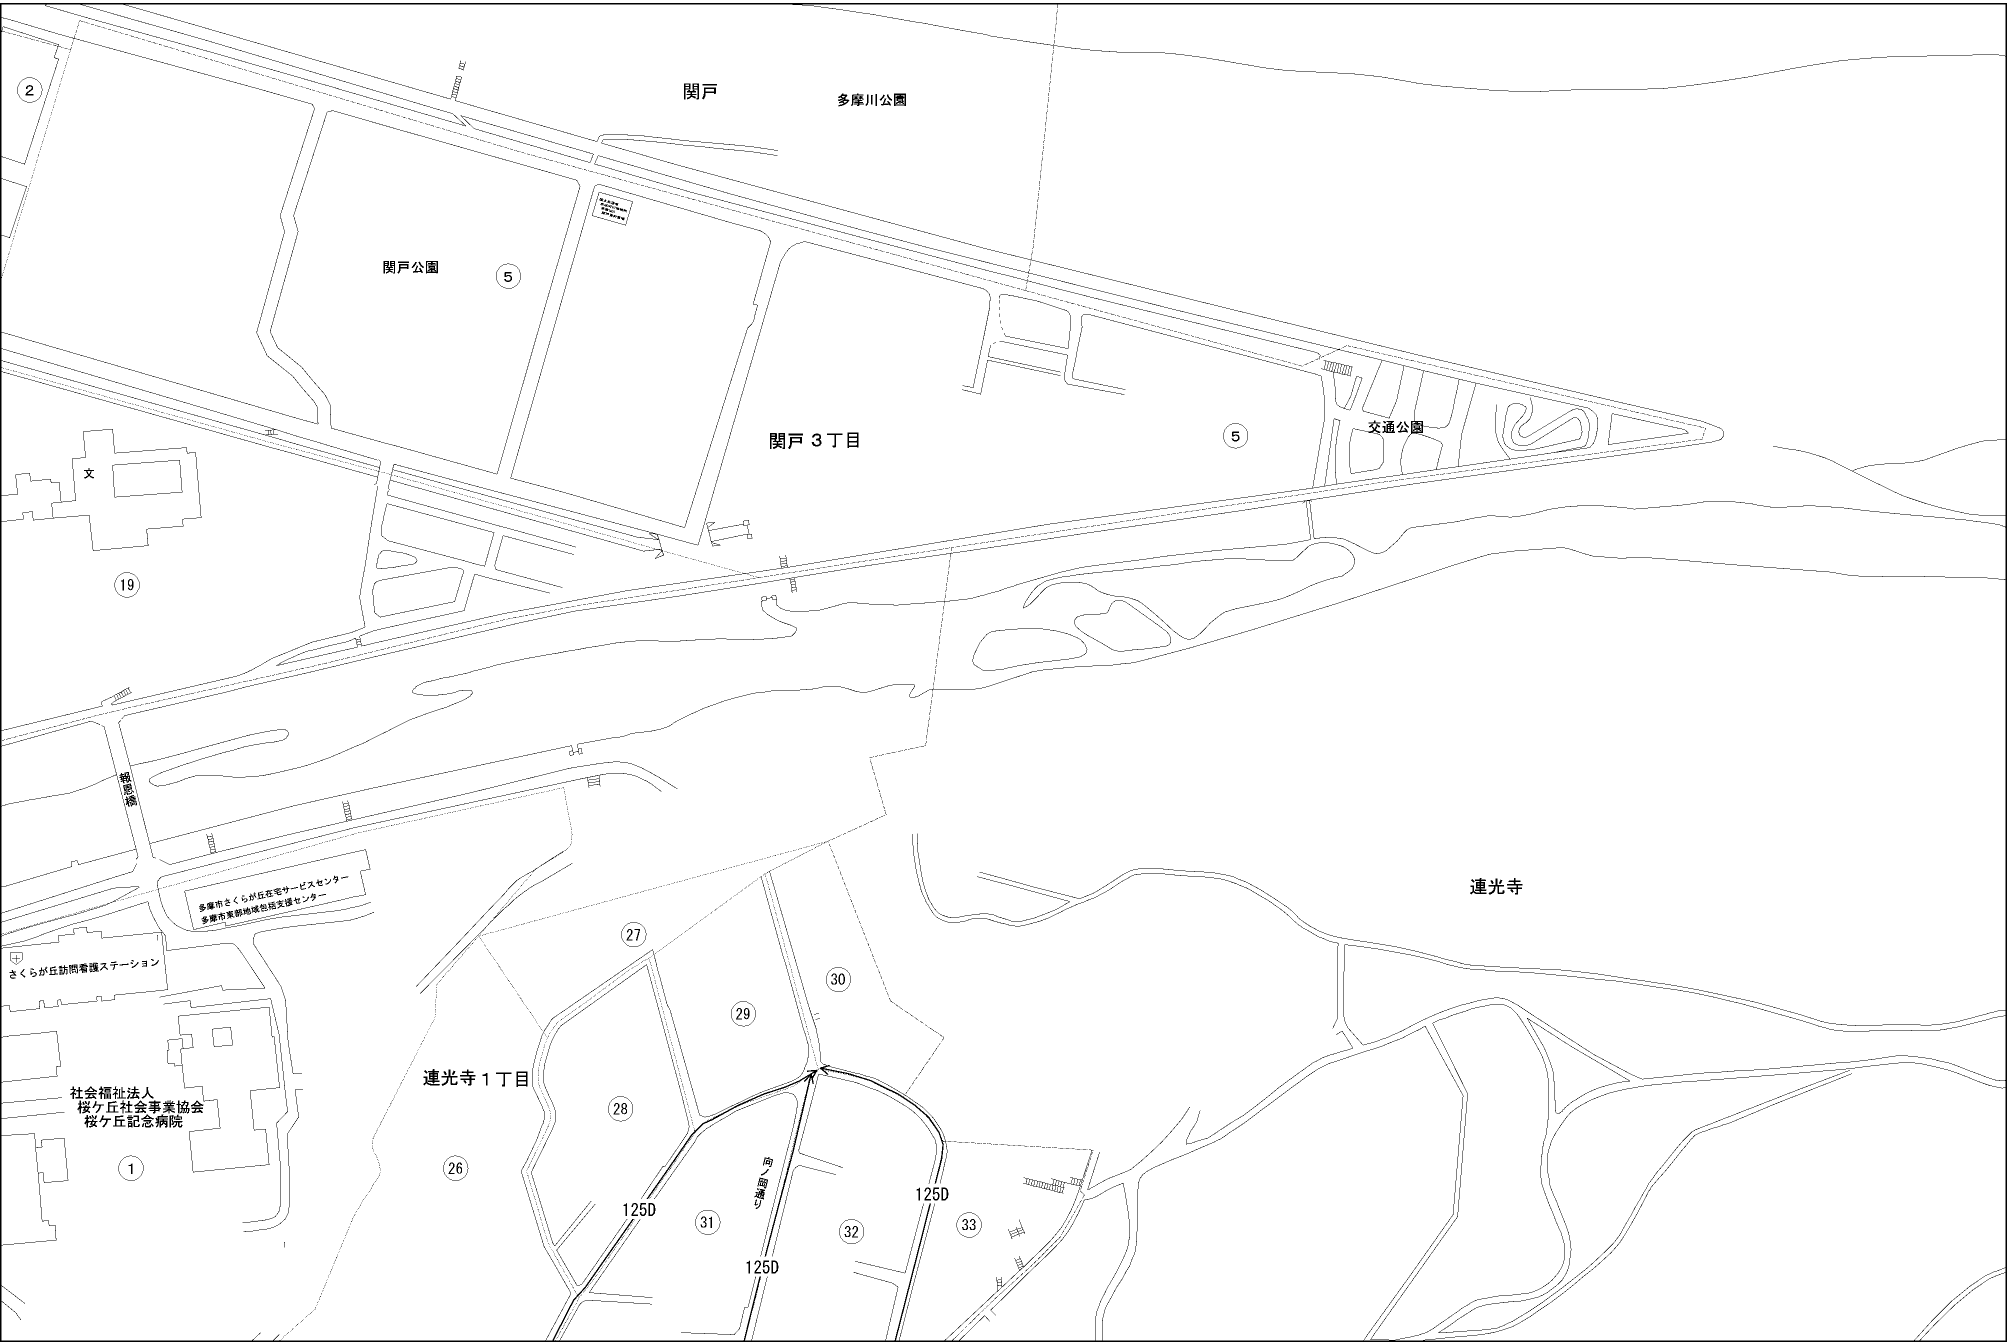 関戸
多摩川公園
2
関戸公園
5
関戸3丁目
5
交通公園
文
19
報恩橋
多摩市さくらが丘在宅サービスセンター
多摩市東部地域包括支援センター
連光寺
27
さくらが丘訪問看護ステーション
30
29
連光寺1丁目
社会福祉法人
桜ケ丘社会事業協会
桜ケ丘記念病院
28
1
26
向ノ岡通り
125D
125D
31
32
33
125D